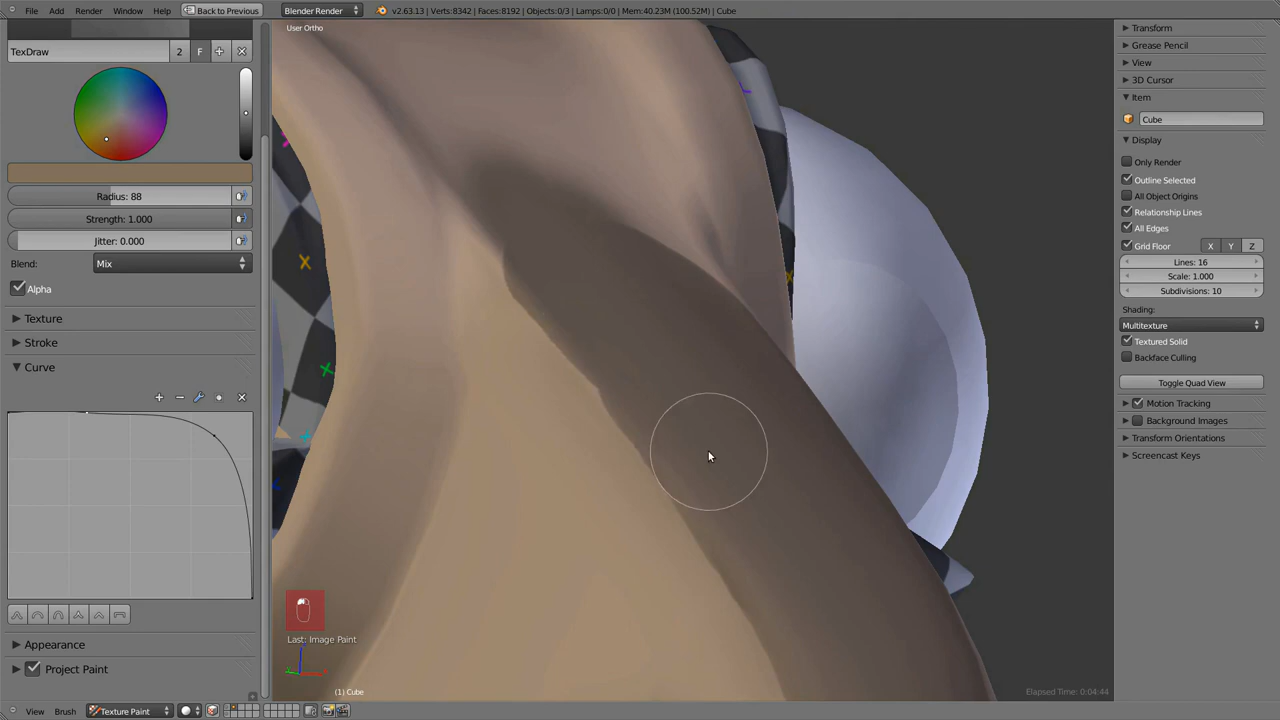 File Add Render Window Help Back to Previous Blender Render v2.63.13 | Verts:8342 | Faces:8192 | Objects:0/3 | Lamps:0/0 | Mem:40.23M (100.52M) | Cube
TexDraw 2 F
Radius: 88
Strength: 1.000
Jitter: 0.000
Blend: Mix
Alpha
Texture
Stroke
Curve
Appearance
Project Paint
User Ortho
Last: Image Paint
(1) Cube
Elapsed Time: 0:04:44
Transform
Grease Pencil
View
3D Cursor
Item
Cube
Display
Only Render
Outline Selected
All Object Origins
Relationship Lines
All Edges
Grid Floor X Y Z
Lines: 16
Scale: 1.000
Subdivisions: 10
Shading:
Multitexture
Textured Solid
Backface Culling
Toggle Quad View
Motion Tracking
Background Images
Transform Orientations
Screencast Keys
View Brush Texture Paint